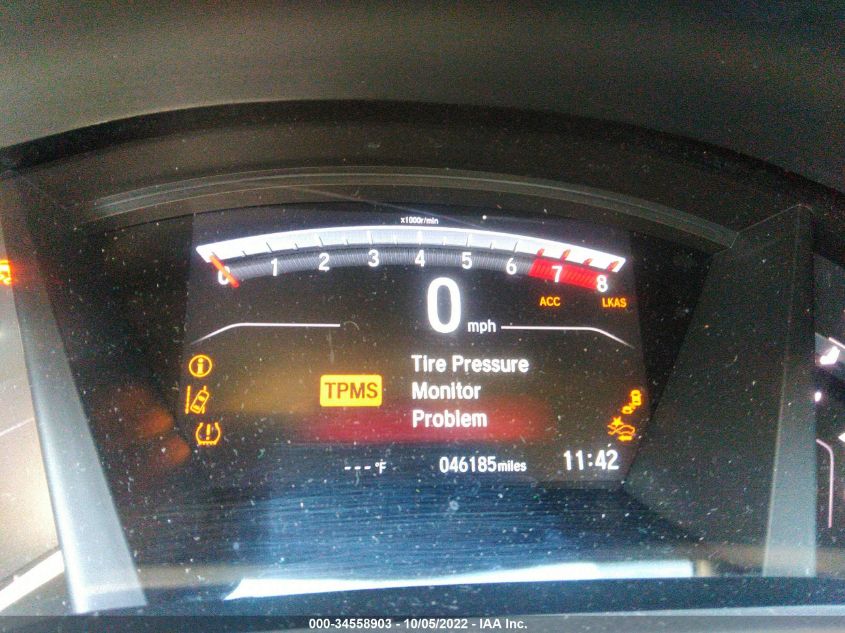 x1000r/min
0 1 2 3 4 5 6 7 8
ACC LKAS
0 mph
Tire Pressure
TPMS Monitor
Problem
---°F 046185 miles 11:42
000-34558903 - 10/05/2022 - IAA Inc.